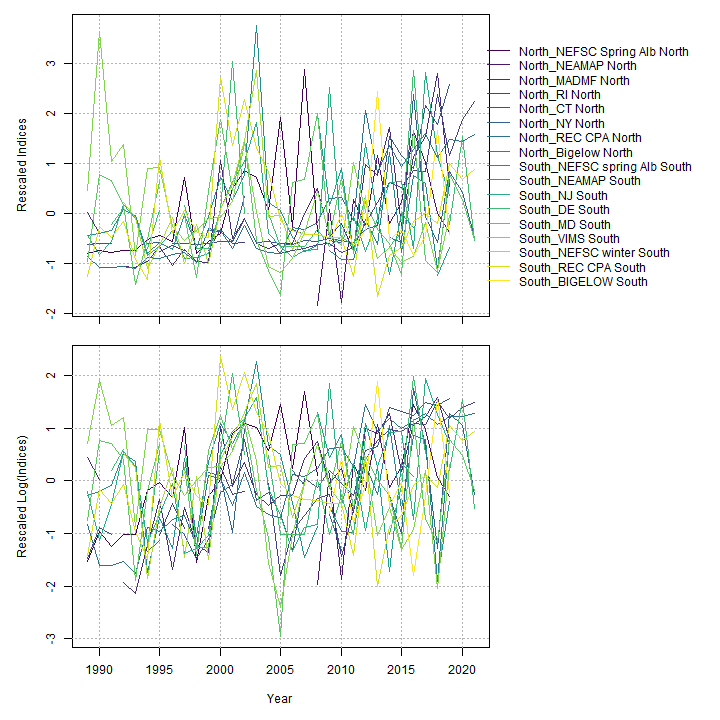 Rescaled Indices
3
2
1
0
-1
-2
North_NEFSC Spring Alb North
North_NEAMAP North
North_MADMF North
North_RI North
North_CT North
North_NY North
North_REC CPA North
North_Bigelow North
South_NEFSC spring Alb South
South_NEAMAP South
South_NJ South
South_DE South
South_MD South
South_VIMS South
South_NEFSC winter South
South_REC CPA South
South_BIGELOW South
Rescaled Log(Indices)
2
1
0
-1
-2
-3
1990 1995 2000 2005 2010 2015 2020
Year